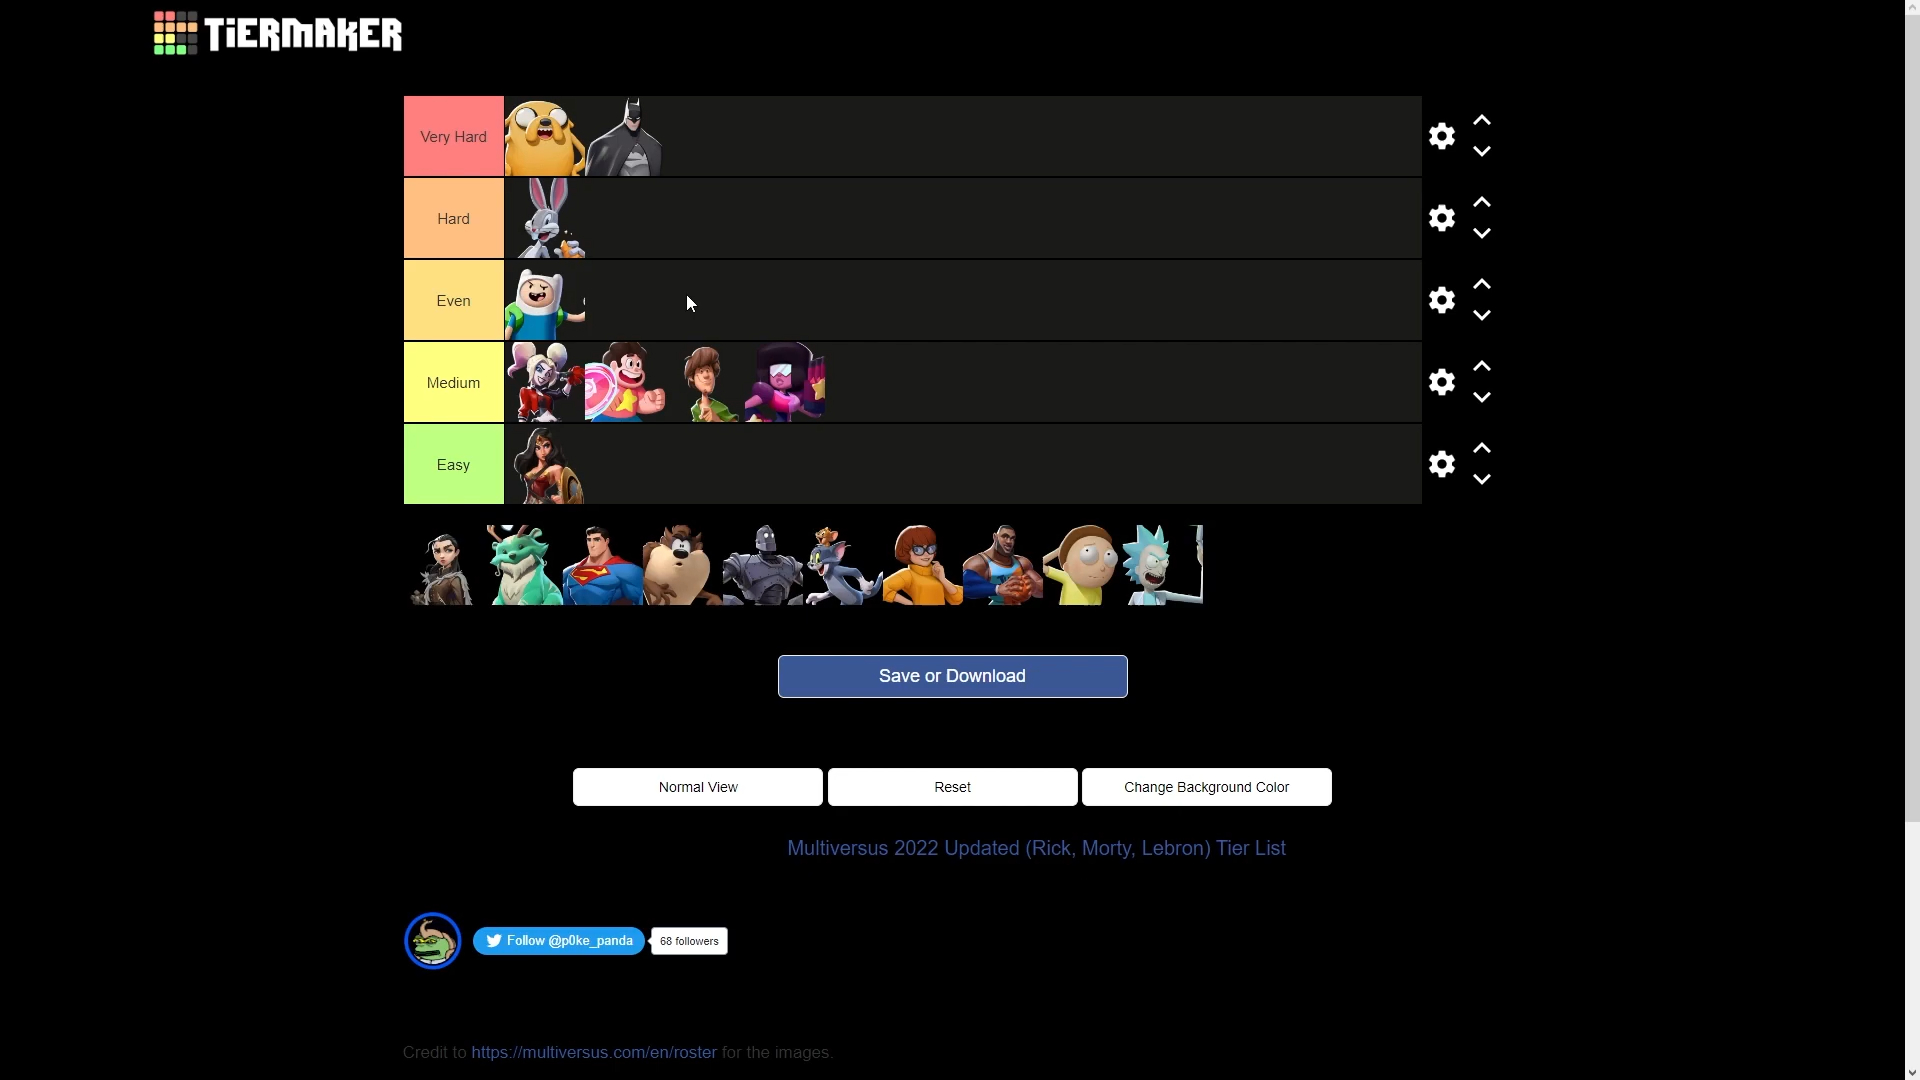 TiERMAKER
Very Hard
Hard
Even
Medium
Easy
Save or Download
Normal View
Reset
Change Background Color
Multiversus 2022 Updated (Rick, Morty, Lebron) Tier List
Follow @p0ke_panda
68 followers
Credit to https://multiversus.com/en/roster for the images.